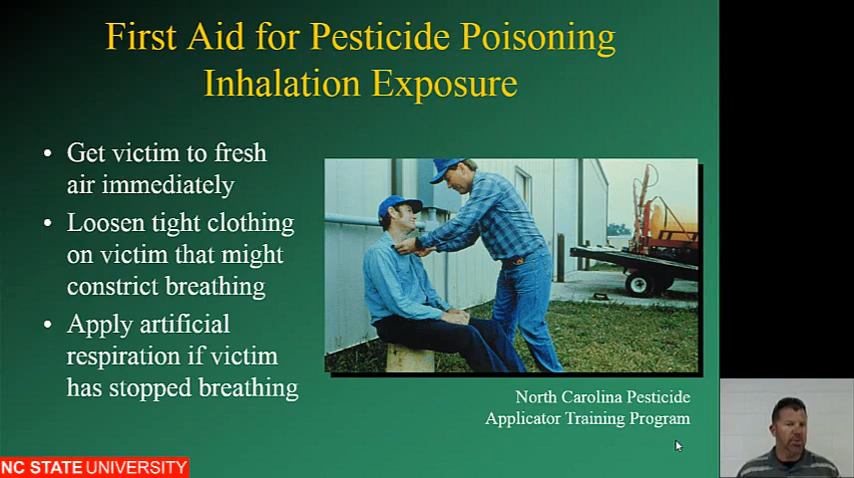 First Aid for Pesticide Poisoning
Inhalation Exposure
• Get victim to fresh
air immediately
• Loosen tight clothing
on victim that might
constrict breathing
• Apply artificial
respiration if victim
has stopped breathing
North Carolina Pesticide
Applicator Training Program
NC STATE UNIVERSITY